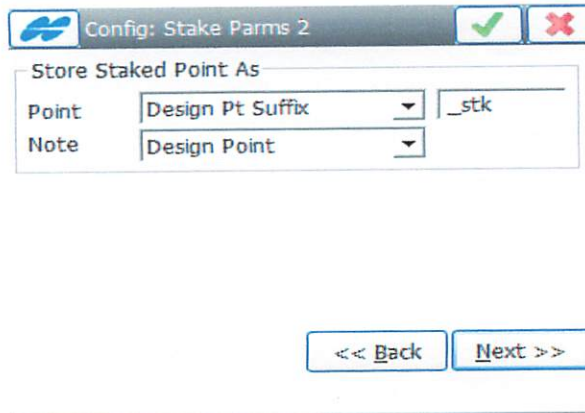 Config: Stake Parms 2
Store Staked Point As
Point Design Pt Suffix _stk
Note Design Point
<< Back Next >>